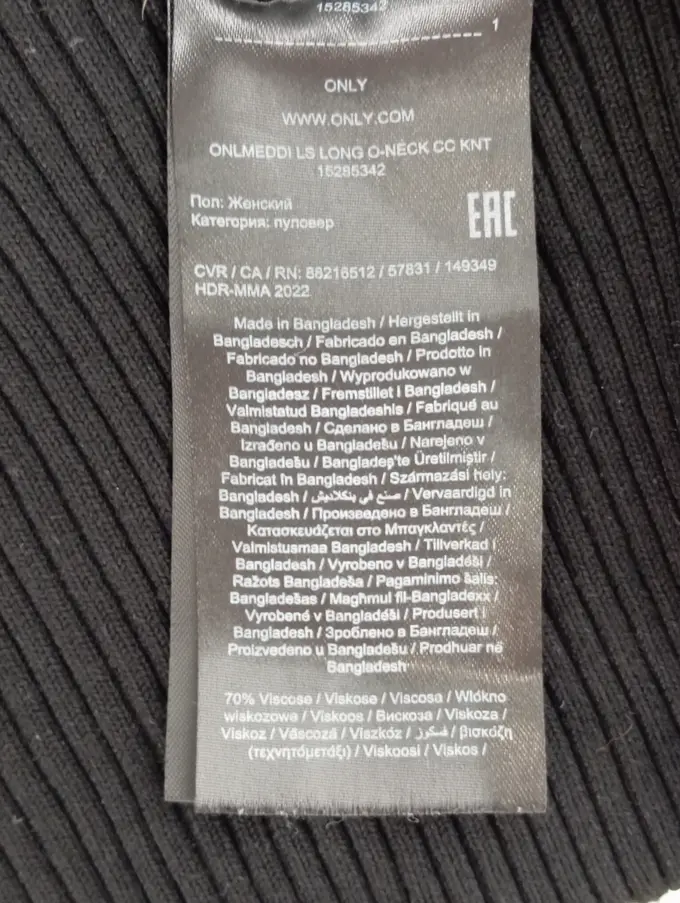 15285342
1
ONLY
WWW.ONLY.COM
ONLMEDDI LS LONG O-NECK CC KNT
15285342
Пол: Женский
Категория: пуловер
EAC
CVR / CA / RN: 88216512 / 57831 / 149349
HDR-MMA 2022
Made in Bangladesh / Hergestellt in
Bangladesch / Fabricado en Bangladesh /
Fabricado no Bangladesh / Prodotto in
Bangladesh / Wyprodukowano w
Bangladesz / Fremstillet i Bangladesh /
Valmistatud Bangladeshis / Fabriqué au
Bangladesh / Сделано в Бангладеш /
Izrađeno u Bangladešu / Narejeno v
Bangladešu / Bangladeş'te Üretilmiştir /
Fabricat în Bangladesh / Származási hely:
Bangladesh / صنع في بنكلاديش / Vervaardigd in
Bangladesh / Произведено в Бангладеш /
Κατασκευάζεται στο Μπαγκλαντές /
Valmistusmaa Bangladesh / Tillverkad i
Bangladesh / Vyrobeno v Bangladéši /
Ražots Bangladeša / Pagaminimo šalis:
Bangladešas / Magħmul fil-Bangladexx /
Vyrobené v Bangladéši / Produsert i
Bangladesh / Зроблено в Бангладеш /
Proizvedeno u Bangladešu / Prodhuar në
Bangladesh
70% Viscose / Viskose / Viscosa / Włókno
wiskozowe / Viskoos / Вискоза / Viskoza /
Viskoz / Vâscoză / Viszkóz / فسكوز / βισκόζη
(τεχνητόμετάξι) / Viskoosi / Viskos /